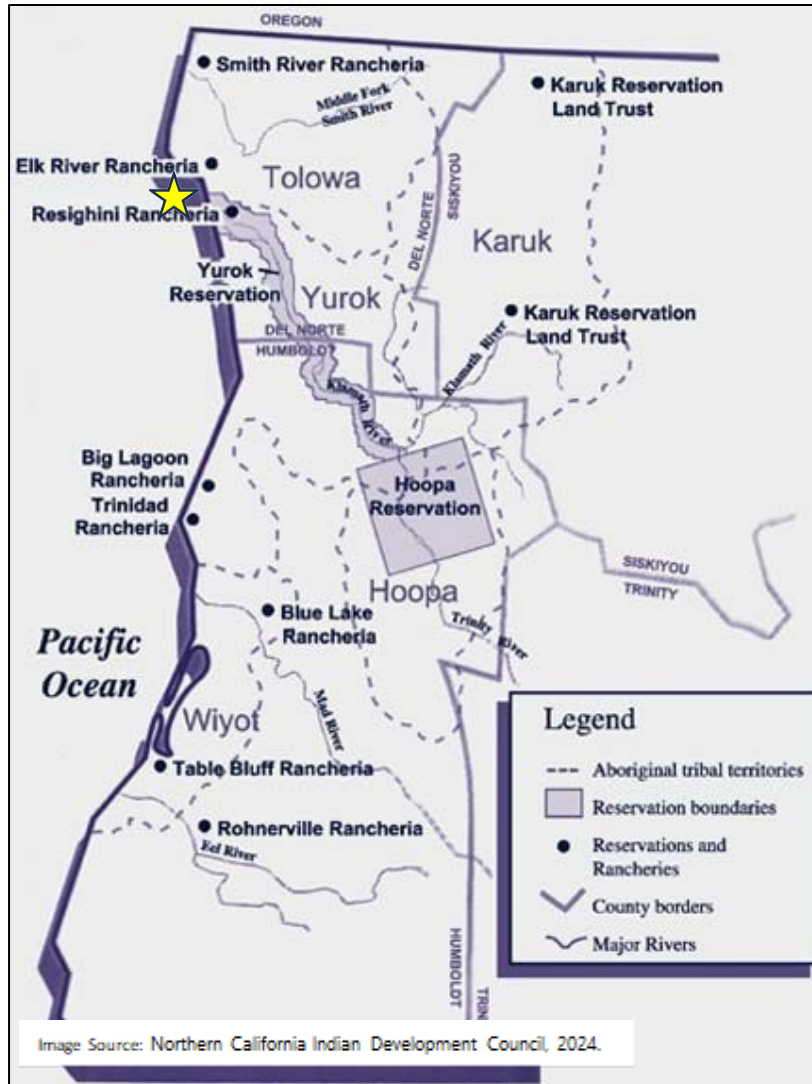 OREGON
Smith River Rancheria
Middle Fork
Smith River
Karuk Reservation
Land Trust
Elk River Rancheria
Tolowa
DEL NORTE
SISKIYOU
Resighini Rancheria
Karuk
Yurok
Reservation
Yurok
Karuk Reservation
Land Trust
DEL NORTE
HUMBOLDT
Klamath River
Klamath River
Big Lagoon
Rancheria
Trinidad
Rancheria
Hoopa
Reservation
SISKIYOU
TRINITY
Hoopa
Blue Lake
Rancheria
Trinity River
Pacific
Ocean
Mad River
Wiyot
Table Bluff Rancheria
Rohnerville Rancheria
Eel River
HUMBOLDT
TRIN
Legend
Aboriginal tribal territories
Reservation boundaries
Reservations and
Rancheries
County borders
Major Rivers
Image Source: Northern California Indian Development Council, 2024.